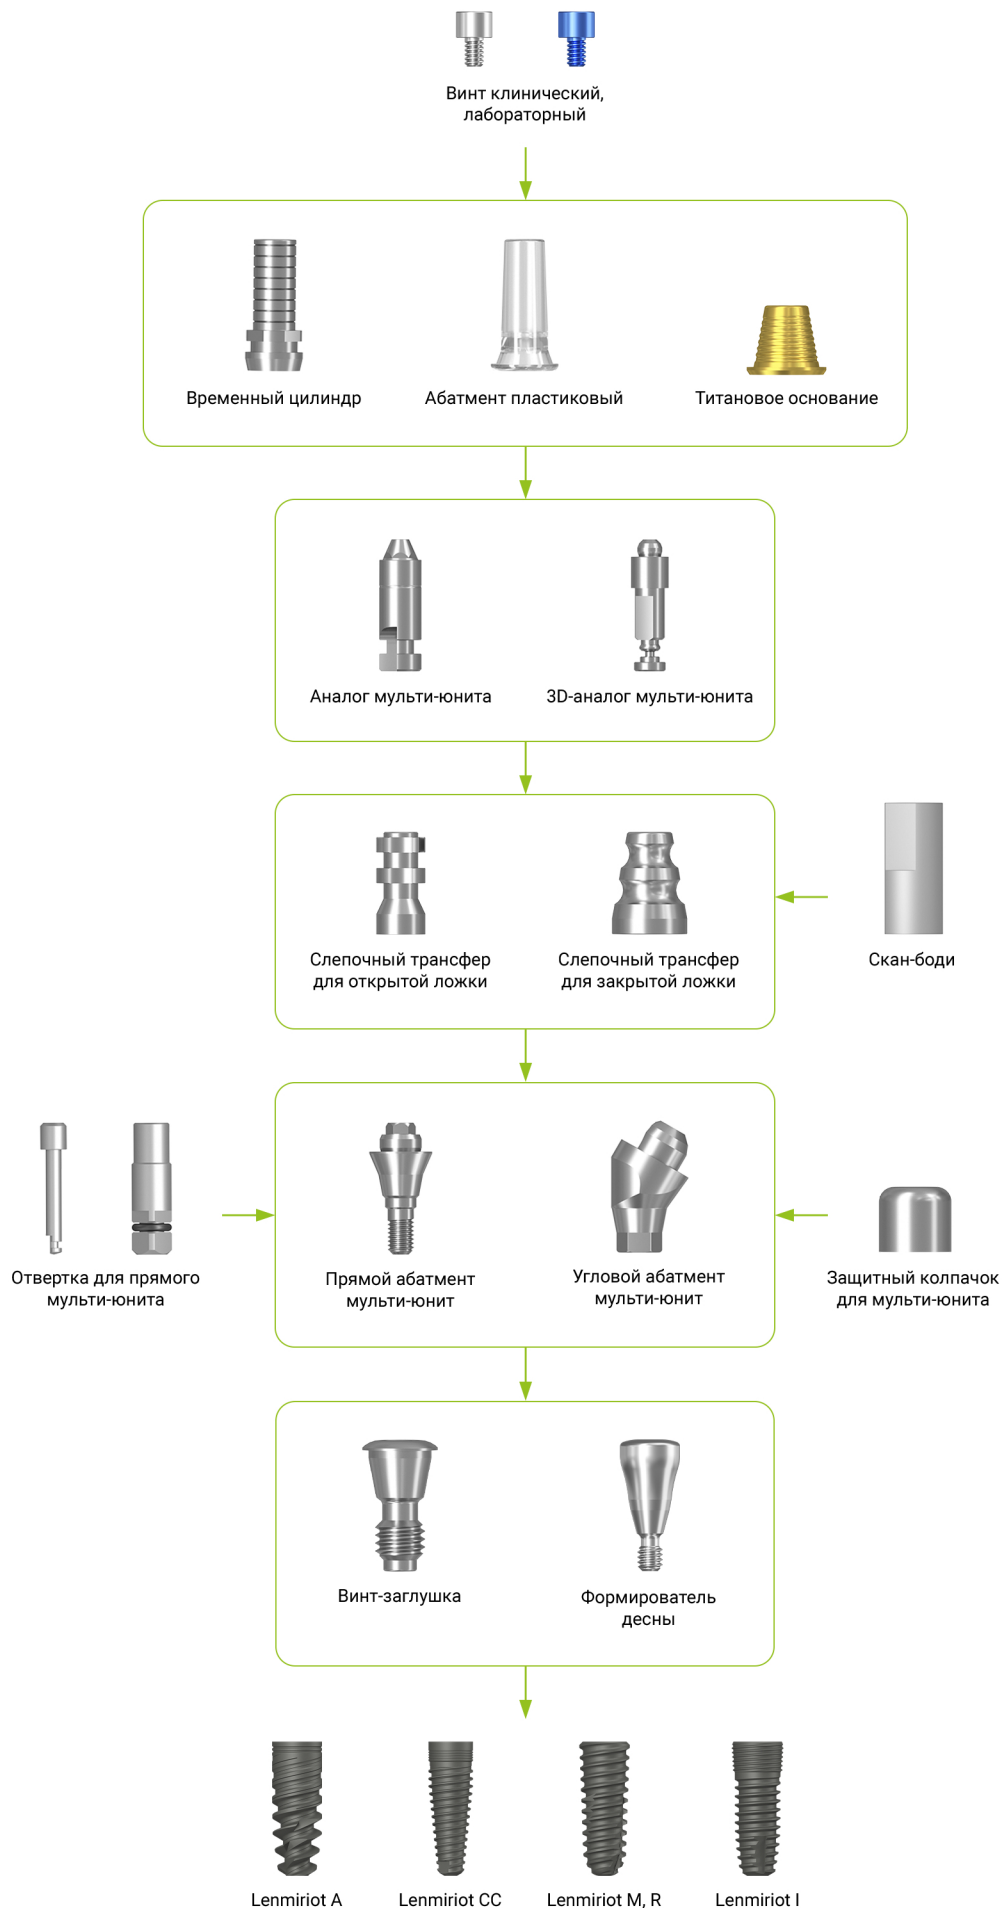 Винт клинический,
лабораторный
Временный цилиндр
Абатмент пластиковый
Титановое основание
Аналог мульти-юнита
3D-аналог мульти-юнита
Слепочный трансфер
для открытой ложки
Слепочный трансфер
для закрытой ложки
Скан-боди
Отвертка для прямого
мульти-юнита
Прямой абатмент
мульти-юнит
Угловой абатмент
мульти-юнит
Защитный колпачок
для мульти-юнита
Винт-заглушка
Формирователь
десны
Lenmiriot A
Lenmiriot CC
Lenmiriot M, R
Lenmiriot I